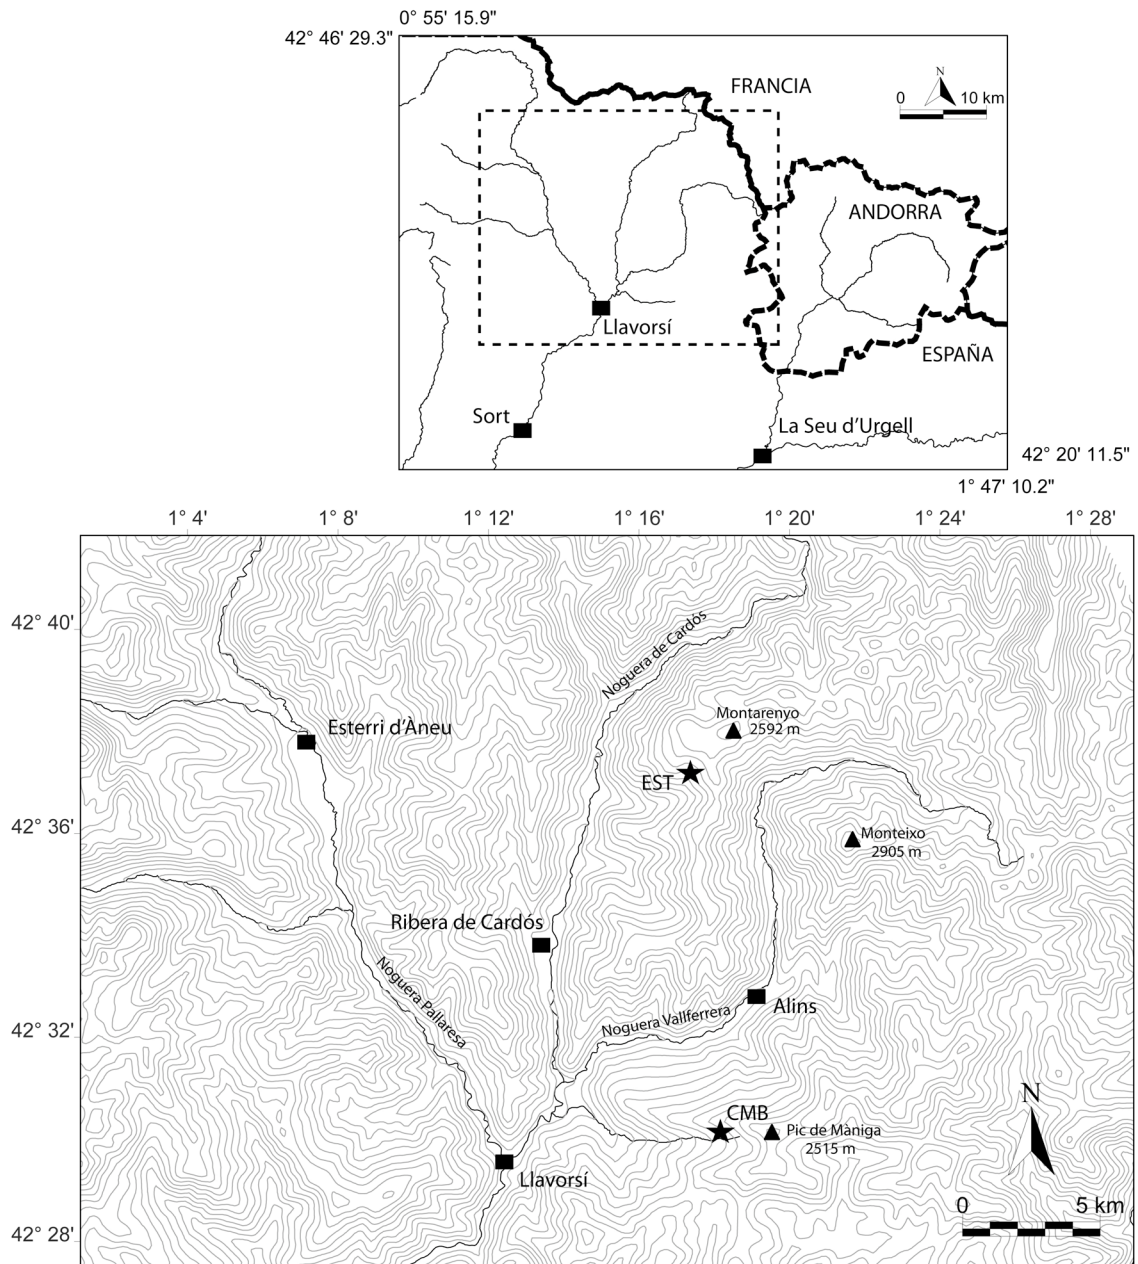 0° 55' 15.9"
42° 46' 29.3"
FRANCIA
N
0 10 km
ANDORRA
Llavorsí
ESPAÑA
Sort
La Seu d'Urgell
42° 20' 11.5"
1° 47' 10.2"
1° 4' 1° 8' 1° 12' 1° 16' 1° 20' 1° 24' 1° 28'
42° 40'
Noguera de Cardós
Montarenyo
2592 m
Esterri d'Àneu
EST
42° 36'
Monteixo
2905 m
Ribera de Cardós
Noguera Pallaresa
Alins
Noguera Vallferrera
42° 32'
N
CMB
Pic de Màniga
2515 m
Llavorsí
0 5 km
42° 28'